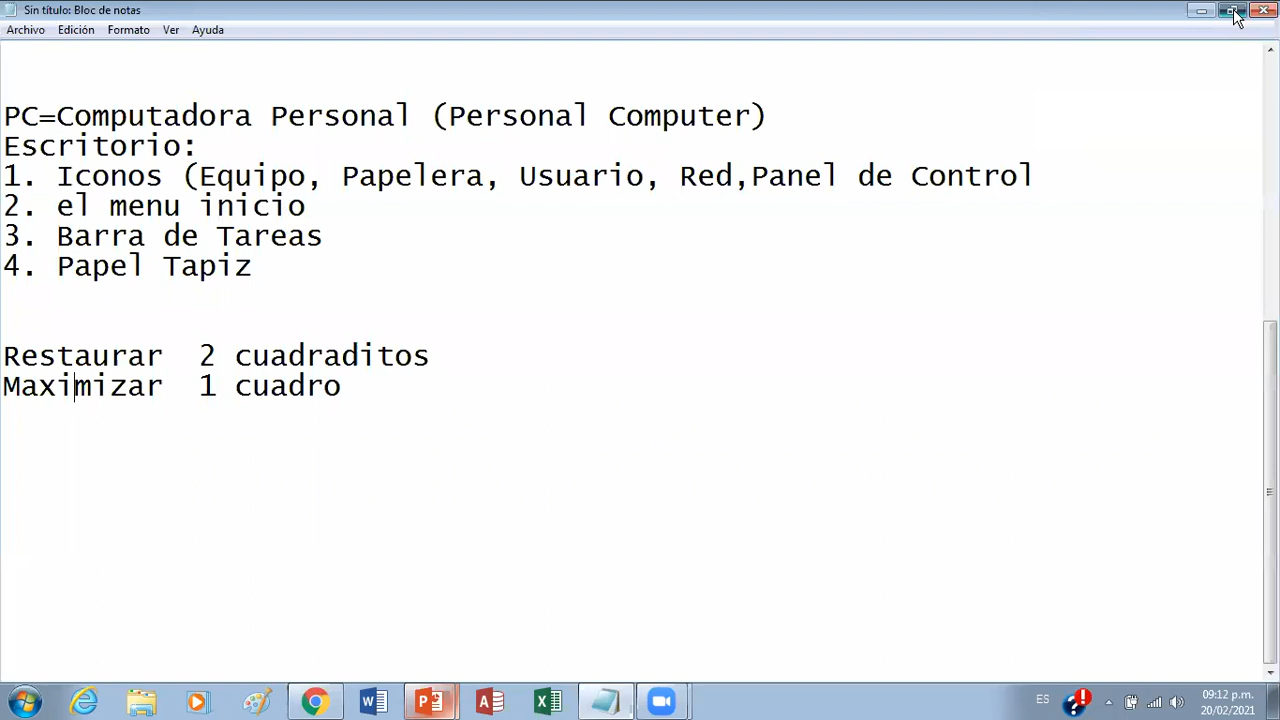 Sin título: Bloc de notas
Archivo Edición Formato Ver Ayuda
PC=Computadora Personal (Personal Computer)
Escritorio:
1. Iconos (Equipo, Papelera, Usuario, Red,Panel de Control
2. el menu inicio
3. Barra de Tareas
4. Papel Tapiz
Restaurar 2 cuadraditos
Maximizar 1 cuadro
ES
09:12 p.m.
20/02/2021